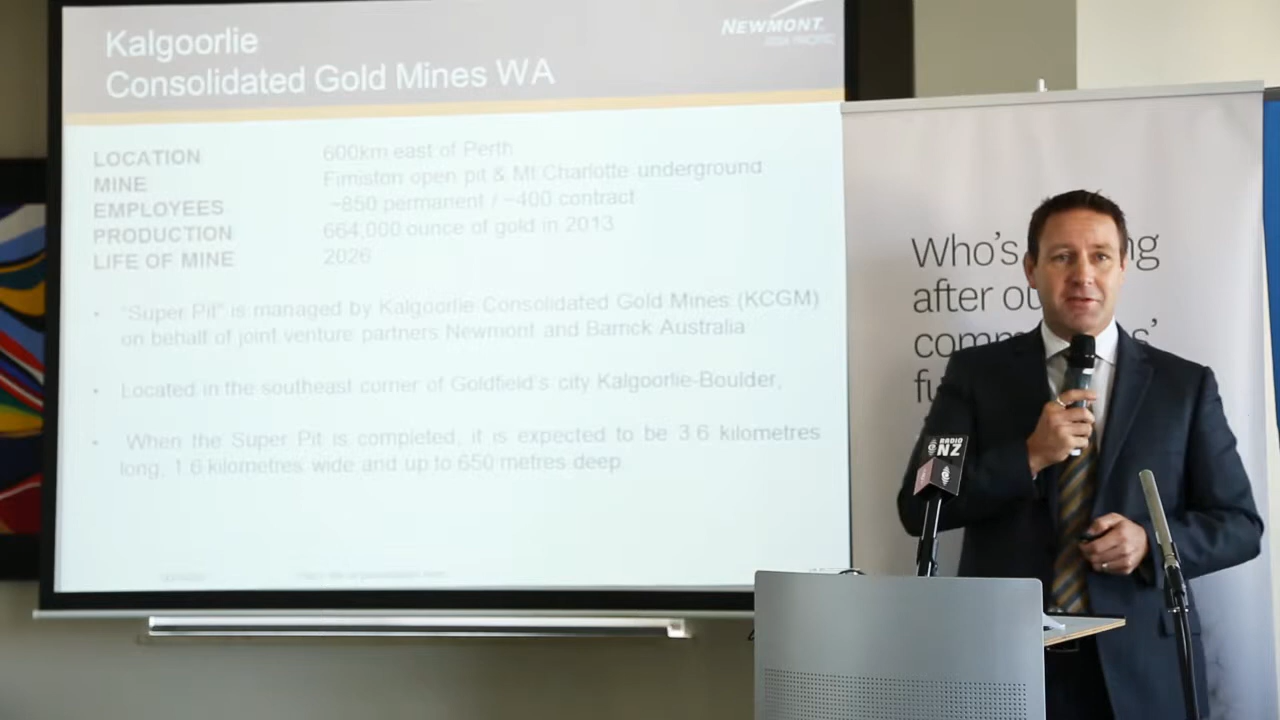 Kalgoorlie
Consolidated Gold Mines WA
NEWMONT
ASIA PACIFIC
LOCATION 600km east of Perth
MINE Fimiston open pit & Mt Charlotte underground
EMPLOYEES ~850 permanent / ~400 contract
PRODUCTION 664,000 ounce of gold in 2013
LIFE OF MINE 2026
• "Super Pit" is managed by Kalgoorlie Consolidated Gold Mines (KCGM)
on behalf of joint venture partners Newmont and Barrick Australia
• Located in the southeast corner of Goldfield's city Kalgoorlie-Boulder,
• When the Super Pit is completed, it is expected to be 3.6 kilometres
long, 1.6 kilometres wide and up to 650 metres deep
Who's
after
RADIO
NZ